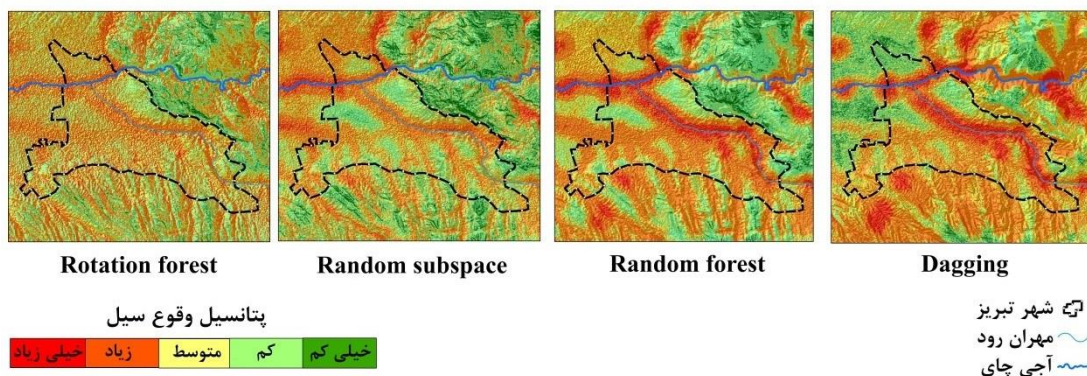 Rotation forest
Random subspace
Random forest
Dagging
پتانسیل وقوع سیل
خیلی زیاد
زیاد
متوسط
کم
خیلی کم
شهر تبریز
مهران رود
آجی چای